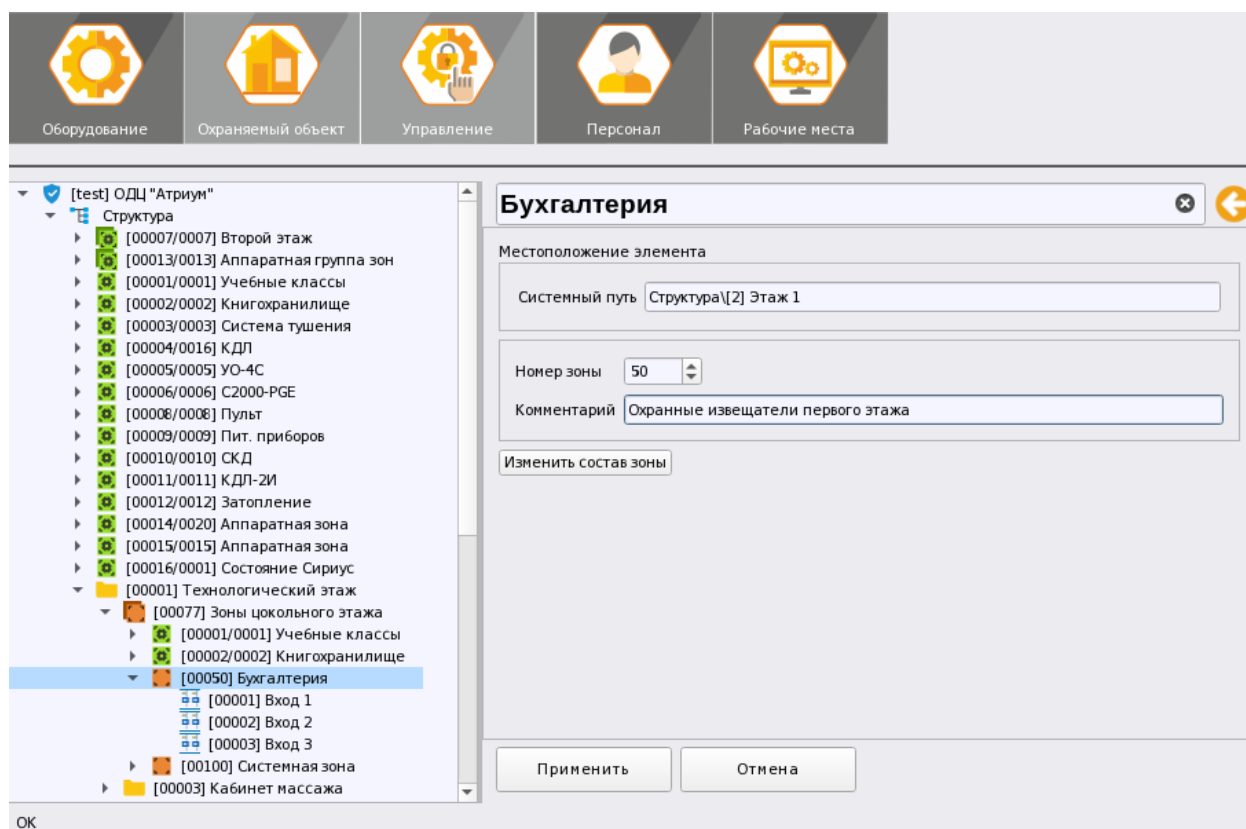 Оборудование
Охраняемый объект
Управление
Персонал
Рабочие места
[test] ОДЦ "Атриум"
Структура
[00007/0007] Второй этаж
[00013/0013] Аппаратная группа зон
[00001/0001] Учебные классы
[00002/0002] Книгохранилище
[00003/0003] Система тушения
[00004/0016] КДЛ
[00005/0005] УО-4С
[00006/0006] С2000-PGE
[00008/0008] Пульт
[00009/0009] Пит. приборов
[00010/0010] СКД
[00011/0011] КДЛ-2И
[00012/0012] Затопление
[00014/0020] Аппаратная зона
[00015/0015] Аппаратная зона
[00016/0001] Состояние Сириус
[00001] Технологический этаж
[00077] Зоны цокольного этажа
[00001/0001] Учебные классы
[00002/0002] Книгохранилище
[00050] Бухгалтерия
[00001] Вход 1
[00002] Вход 2
[00003] Вход 3
[00100] Системная зона
[00003] Кабинет массажа
Бухгалтерия
Местоположение элемента
Системный путь Структура\[2] Этаж 1
Номер зоны 50
Комментарий Охранные извещатели первого этажа
Изменить состав зоны
Применить
Отмена
OK